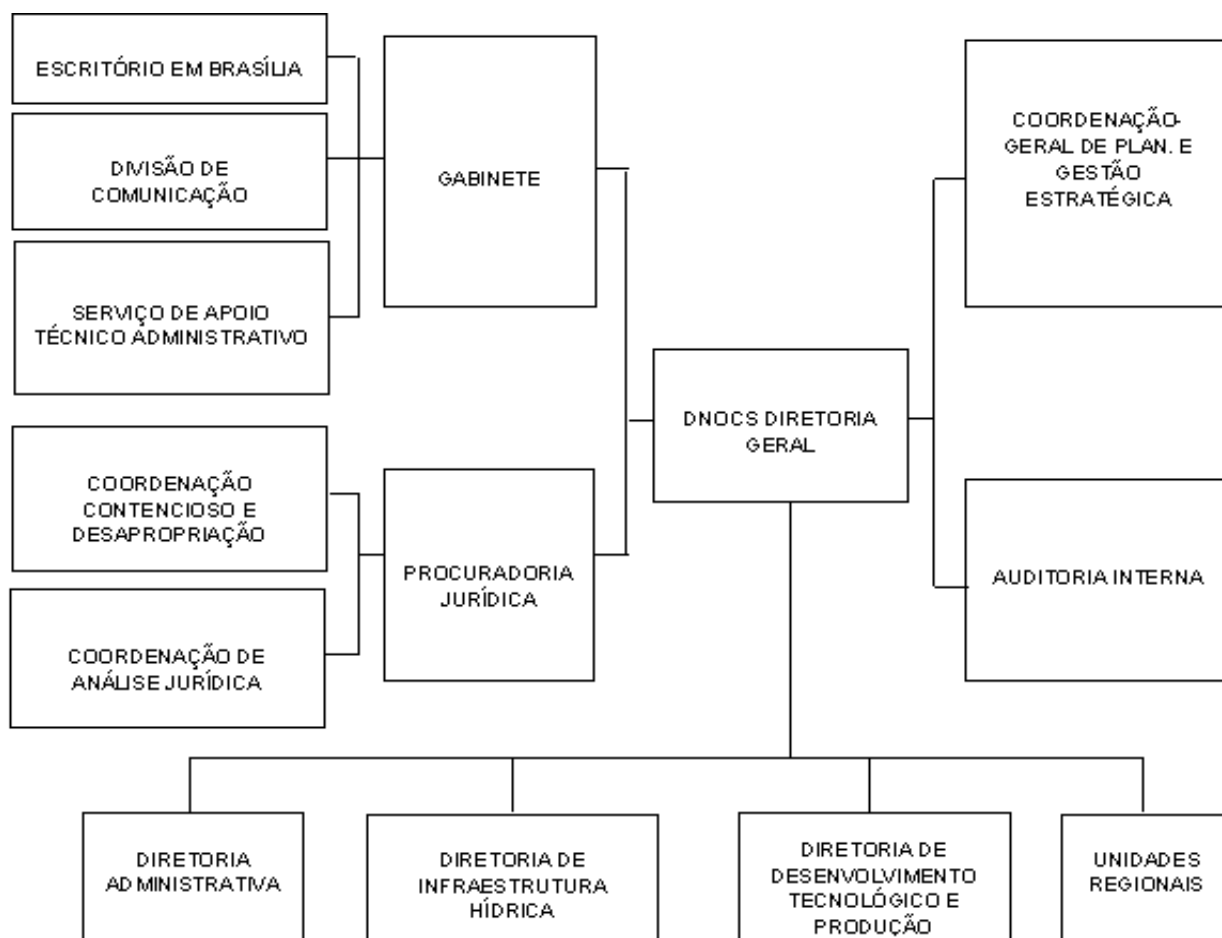 ESCRITÓRIO EM BRASÍLIA
DIVISÃO DE
COMUNICAÇÃO
SERVIÇO DE APOIO
TÉCNICO ADMINISTRATIVO
GABINETE
COORDENAÇÃO-
GERAL DE PLAN. E
GESTÃO
ESTRATÉGICA
DNOCS DIRETORIA
GERAL
COORDENAÇÃO
CONTENCIOSO E
DESAPROPRIAÇÃO
COORDENAÇÃO DE
ANÁLISE JURÍDICA
PROCURADORIA
JURÍDICA
AUDITORIA INTERNA
DIRETORIA
ADMINISTRATIVA
DIRETORIA DE
INFRAESTRUTURA
HÍDRICA
DIRETORIA DE
DESENVOLVIMENTO
TECNOLÓGICO E
PRODUÇÃO
UNIDADES
REGIONAIS